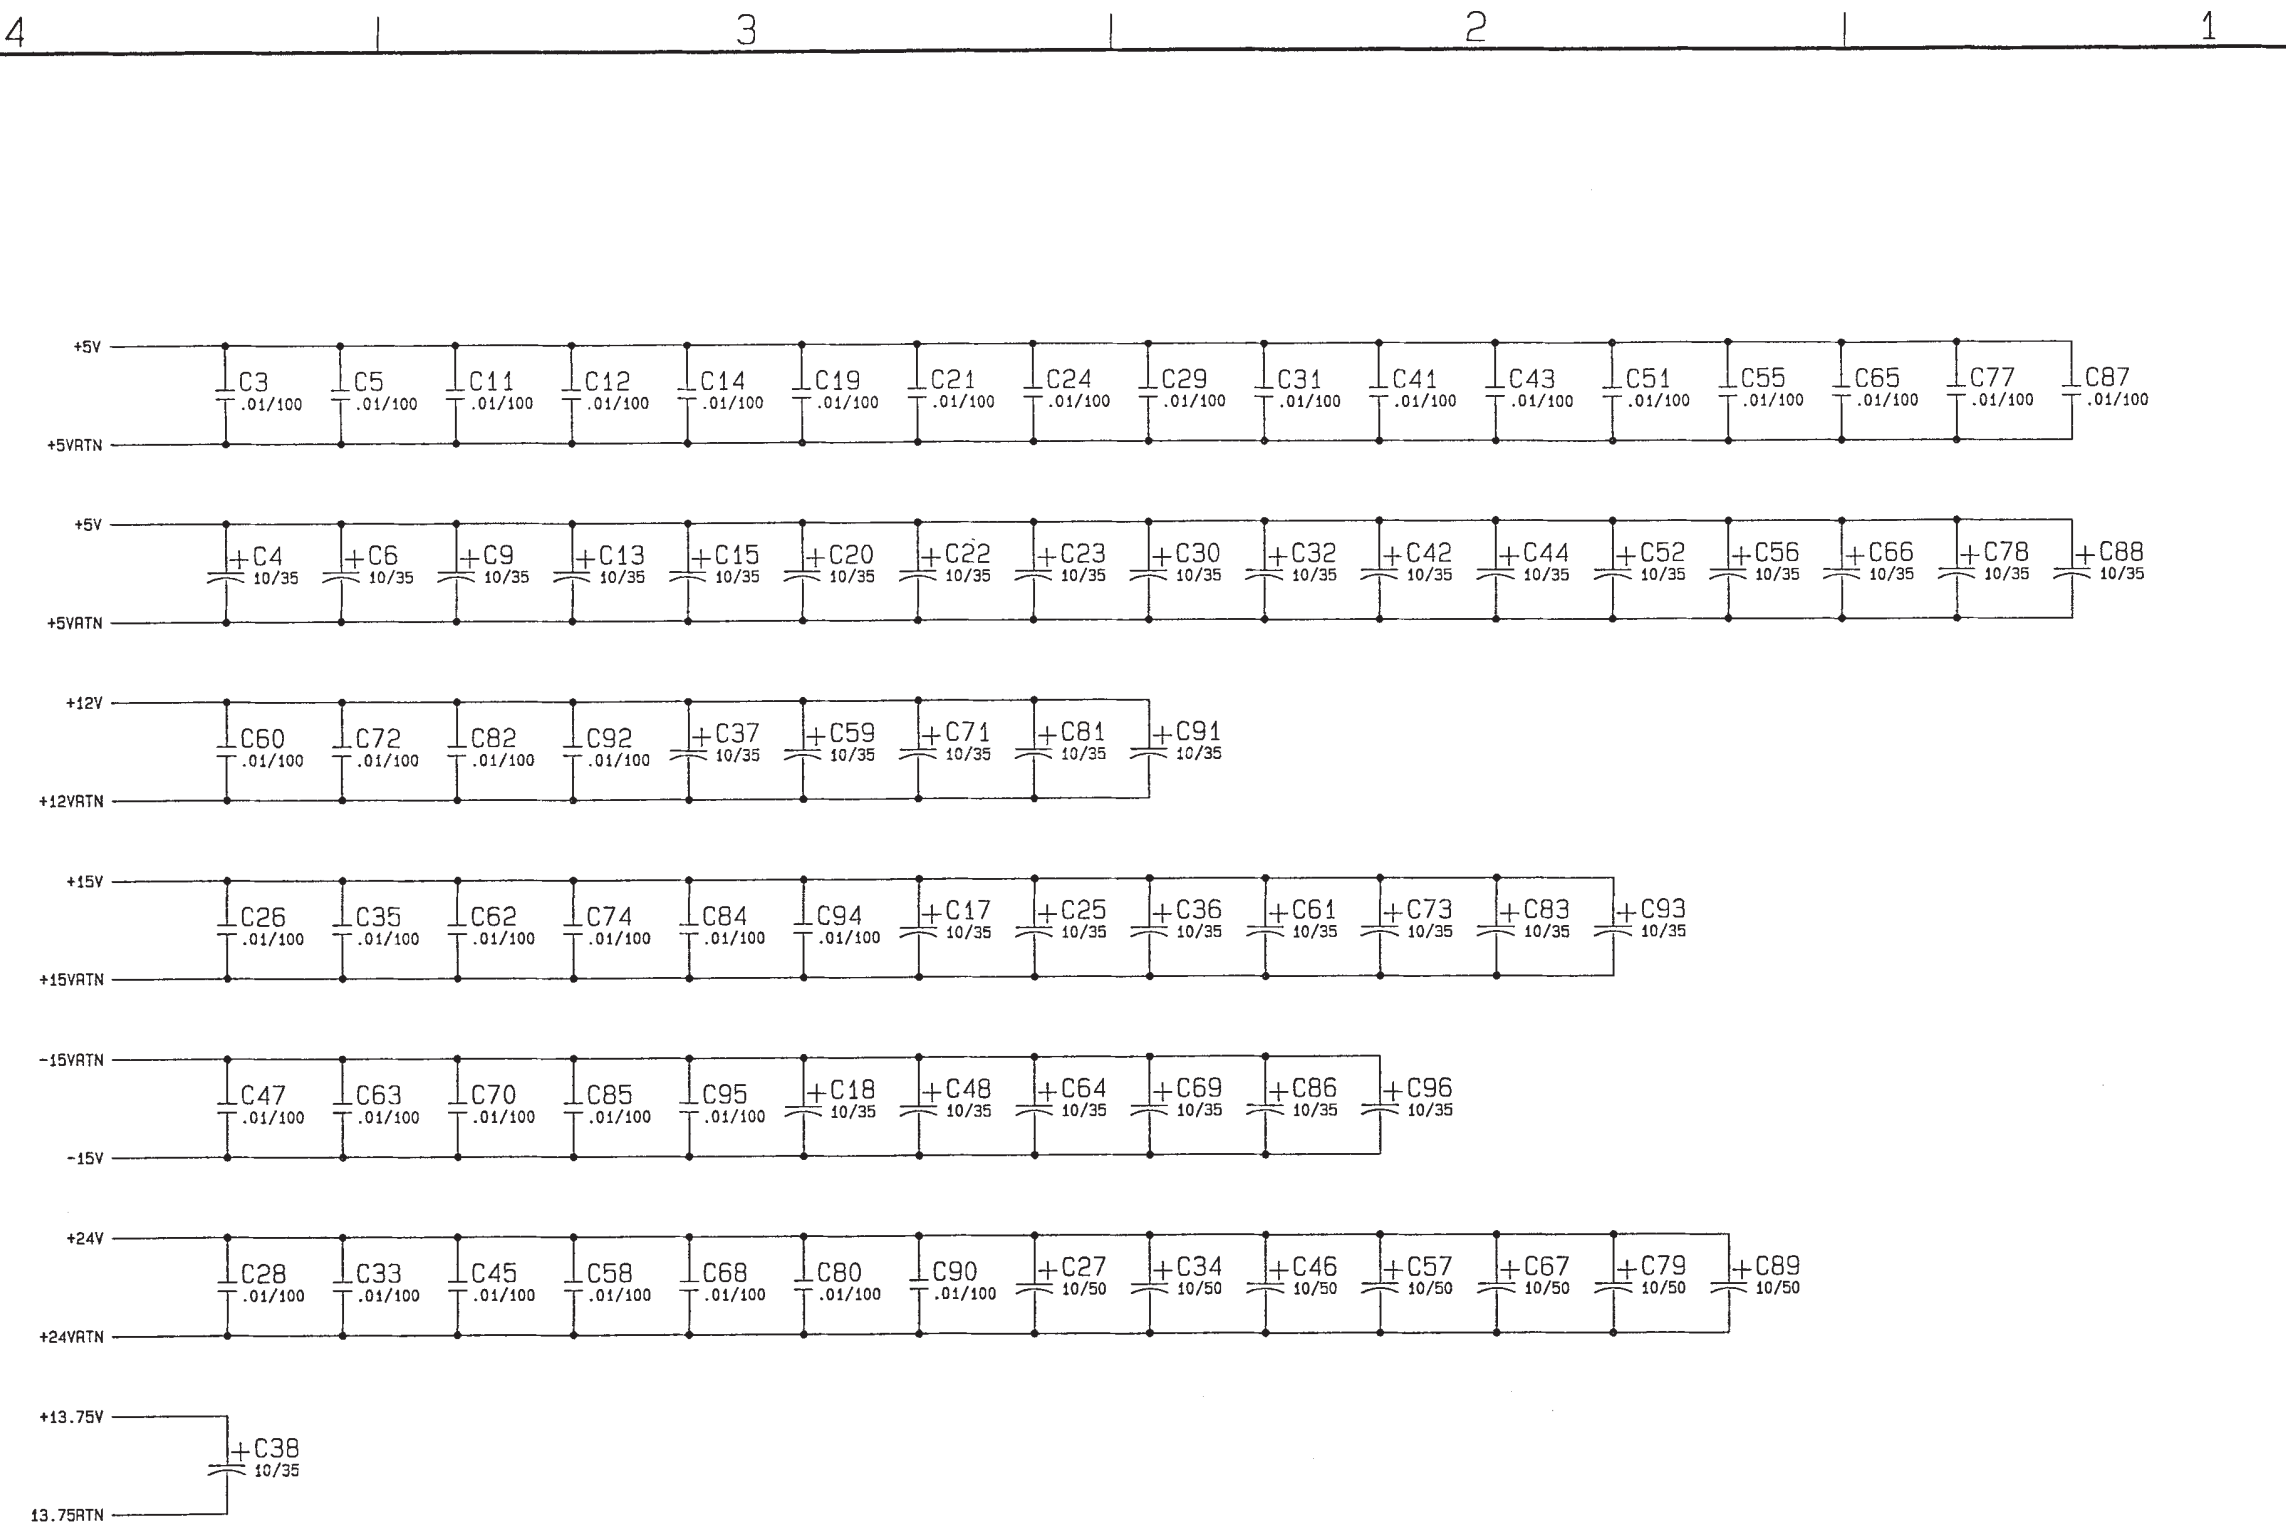 4 3 2 1
+5V
C3 C5 C11 C12 C14 C19 C21 C24 C29 C31 C41 C43 C51 C55 C65 C77 C87
.01/100 .01/100 .01/100 .01/100 .01/100 .01/100 .01/100 .01/100 .01/100 .01/100 .01/100 .01/100 .01/100 .01/100 .01/100 .01/100 .01/100
+5VRTN
+5V
+C4 +C6 +C9 +C13 +C15 +C20 +C22 +C23 +C30 +C32 +C42 +C44 +C52 +C56 +C66 +C78 +C88
10/35 10/35 10/35 10/35 10/35 10/35 10/35 10/35 10/35 10/35 10/35 10/35 10/35 10/35 10/35 10/35 10/35
+5VRTN
+12V
C60 C72 C82 C92 +C37 +C59 +C71 +C81 +C91
.01/100 .01/100 .01/100 .01/100 10/35 10/35 10/35 10/35 10/35
+12VRTN
+15V
C26 C35 C62 C74 C84 C94 +C17 +C25 +C36 +C61 +C73 +C83 +C93
.01/100 .01/100 .01/100 .01/100 .01/100 .01/100 10/35 10/35 10/35 10/35 10/35 10/35 10/35
+15VRTN
-15VRTN
C47 C63 C70 C85 C95 +C18 +C48 +C64 +C69 +C86 +C96
.01/100 .01/100 .01/100 .01/100 .01/100 10/35 10/35 10/35 10/35 10/35 10/35
-15V
+24V
C28 C33 C45 C58 C68 C80 C90 +C27 +C34 +C46 +C57 +C67 +C79 +C89
.01/100 .01/100 .01/100 .01/100 .01/100 .01/100 .01/100 10/50 10/50 10/50 10/50 10/50 10/50 10/50
+24VRTN
+13.75V
+C38
10/35
13.75RTN